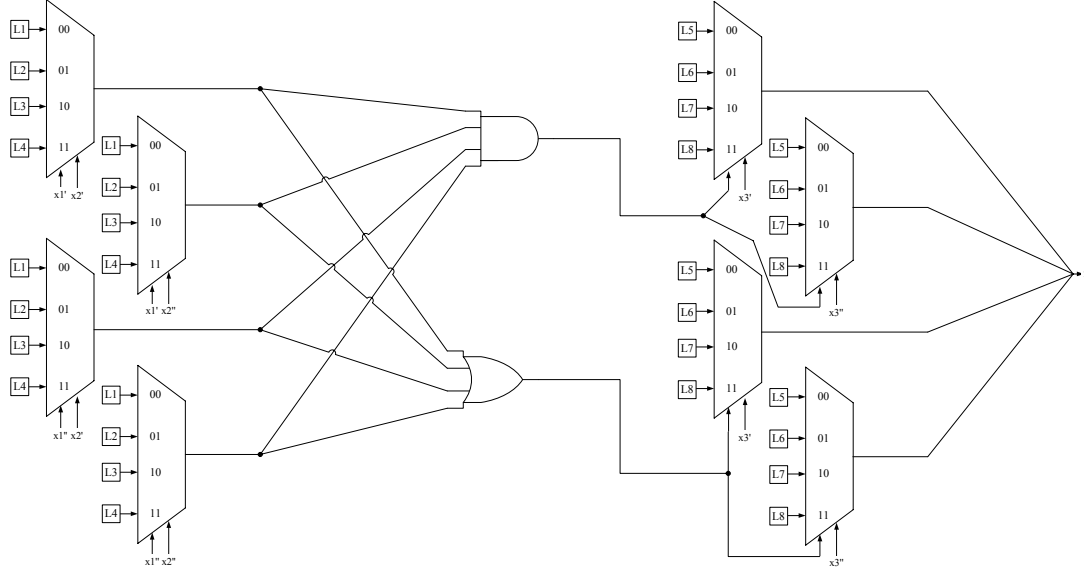 L1 00
L2 01
L3 10
L4 11
x1' x2'
L1 00
L2 01
L3 10
L4 11
x1' x2"
L1 00
L2 01
L3 10
L4 11
x1" x2'
L1 00
L2 01
L3 10
L4 11
x1" x2"
L5 00
L6 01
L7 10
L8 11
x3'
L5 00
L6 01
L7 10
L8 11
x3"
L5 00
L6 01
L7 10
L8 11
x3'
L5 00
L6 01
L7 10
L8 11
x3"